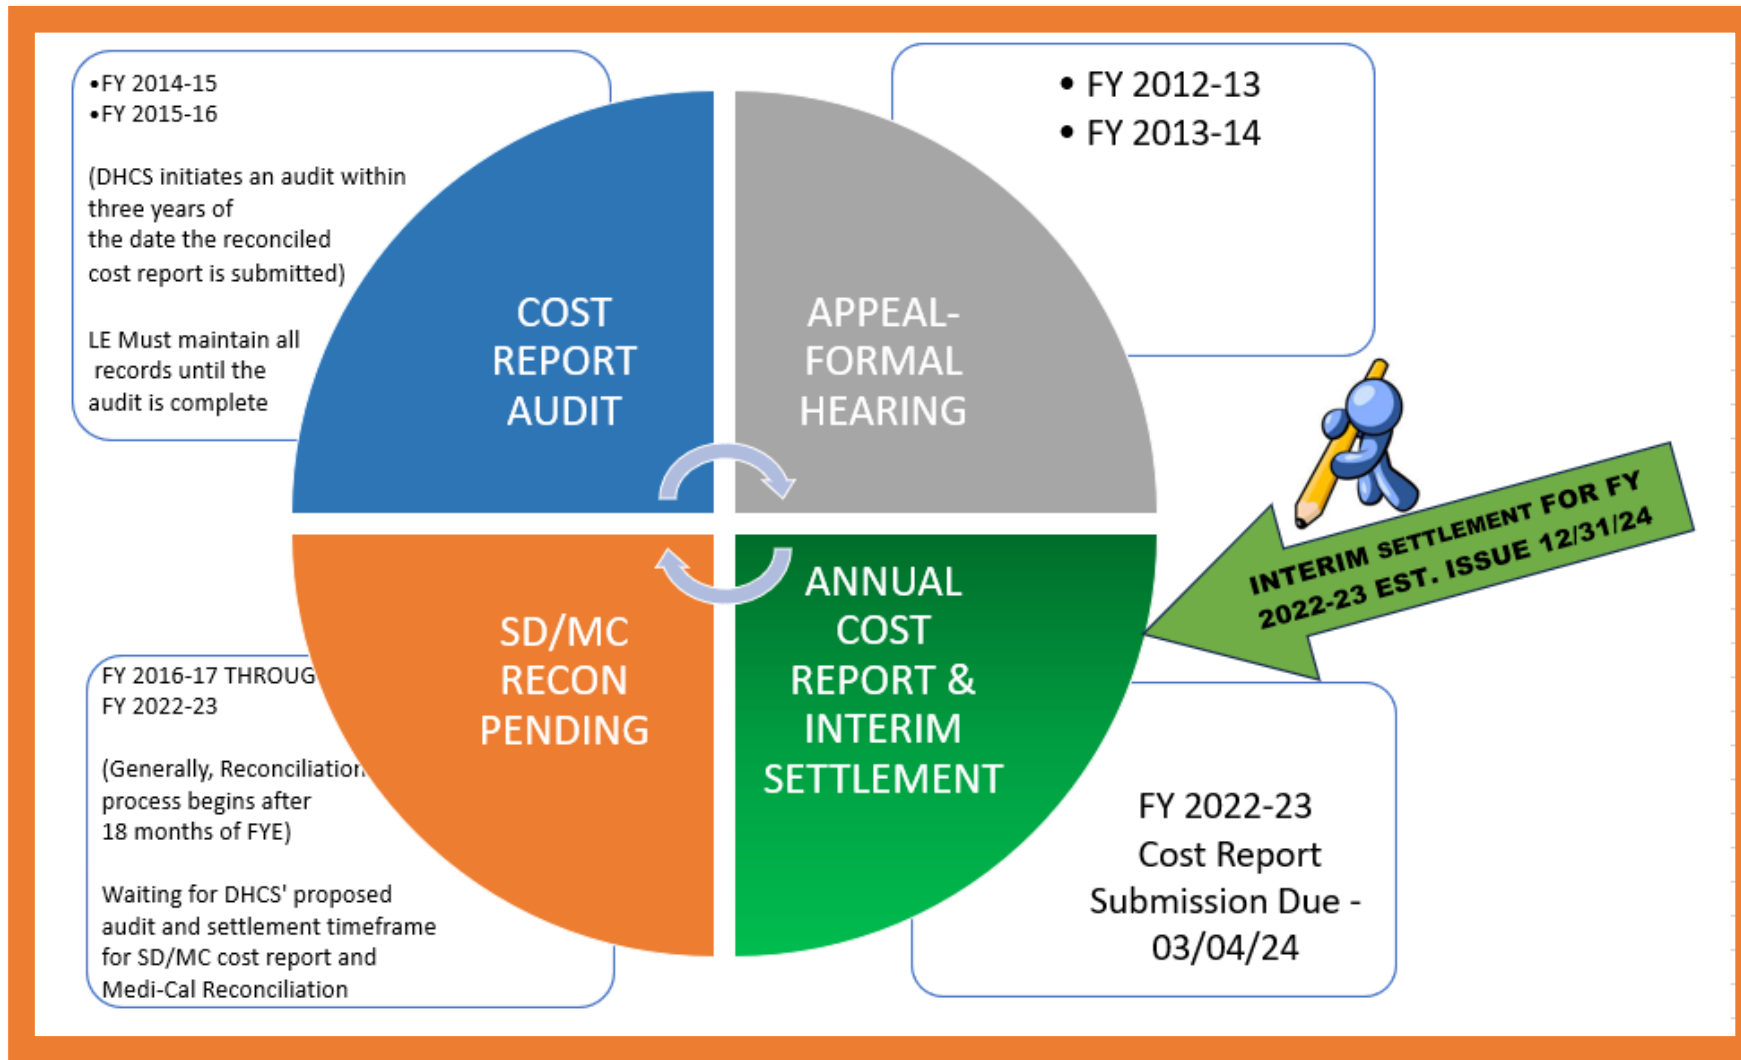 •FY 2014-15
•FY 2015-16
(DHCS initiates an audit within
three years of
the date the reconciled
cost report is submitted)
LE Must maintain all
records until the
audit is complete
COST
REPORT
AUDIT
APPEAL-
FORMAL
HEARING
• FY 2012-13
• FY 2013-14
FY 2016-17 THROUG
FY 2022-23
(Generally, Reconciliation
process begins after
18 months of FYE)
Waiting for DHCS' proposed
audit and settlement timeframe
for SD/MC cost report and
Medi-Cal Reconciliation
SD/MC
RECON
PENDING
ANNUAL
COST
REPORT &
INTERIM
SETTLEMENT
INTERIM SETTLEMENT FOR FY
2022-23 EST. ISSUE 12/31/24
FY 2022-23
Cost Report
Submission Due -
03/04/24